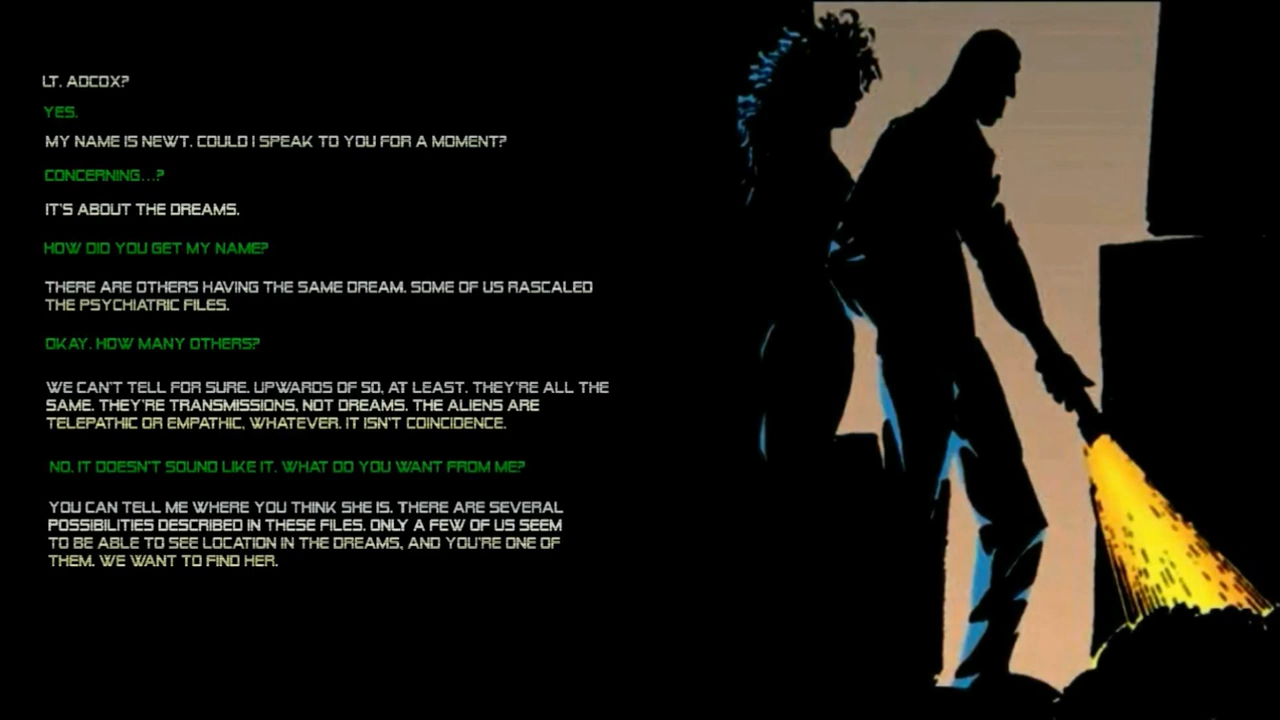 LT. ADCOX?
YES.
MY NAME IS NEWT. COULD I SPEAK TO YOU FOR A MOMENT?
CONCERNING...?
IT'S ABOUT THE DREAMS.
HOW DID YOU GET MY NAME?
THERE ARE OTHERS HAVING THE SAME DREAM. SOME OF US RASCALED
THE PSYCHIATRIC FILES.
OKAY. HOW MANY OTHERS?
WE CAN'T TELL FOR SURE. UPWARDS OF 50, AT LEAST. THEY'RE ALL THE
SAME. THEY'RE TRANSMISSIONS, NOT DREAMS. THE ALIENS ARE
TELEPATHIC OR EMPATHIC, WHATEVER. IT ISN'T COINCIDENCE.
NO, IT DOESN'T SOUND LIKE IT. WHAT DO YOU WANT FROM ME?
YOU CAN TELL ME WHERE YOU THINK SHE IS. THERE ARE SEVERAL
POSSIBILITIES DESCRIBED IN THESE FILES. ONLY A FEW OF US SEEM
TO BE ABLE TO SEE LOCATION IN THE DREAMS, AND YOU'RE ONE OF
THEM. WE WANT TO FIND HER.